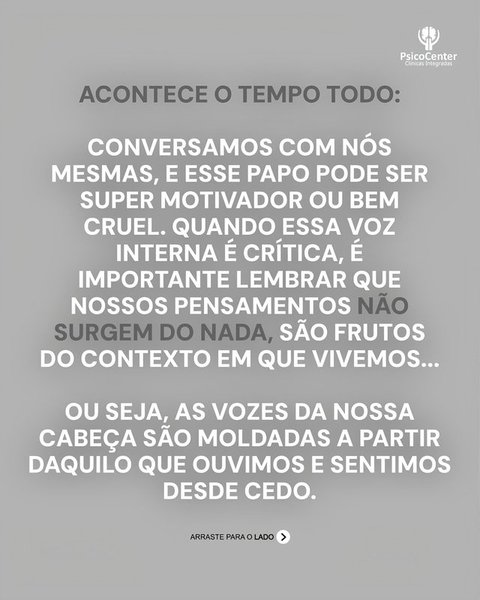 PsicoCenter
Clínicas Integradas
ACONTECE O TEMPO TODO:
CONVERSAMOS COM NÓS
MESMAS, E ESSE PAPO PODE SER
SUPER MOTIVADOR OU BEM
CRUEL. QUANDO ESSA VOZ
INTERNA É CRÍTICA, É
IMPORTANTE LEMBRAR QUE
NOSSOS PENSAMENTOS NÃO
SURGEM DO NADA, SÃO FRUTOS
DO CONTEXTO EM QUE VIVEMOS...
OU SEJA, AS VOZES DA NOSSA
CABEÇA SÃO MOLDADAS A PARTIR
DAQUILO QUE OUVIMOS E SENTIMOS
DESDE CEDO.
ARRASTE PARA O LADO